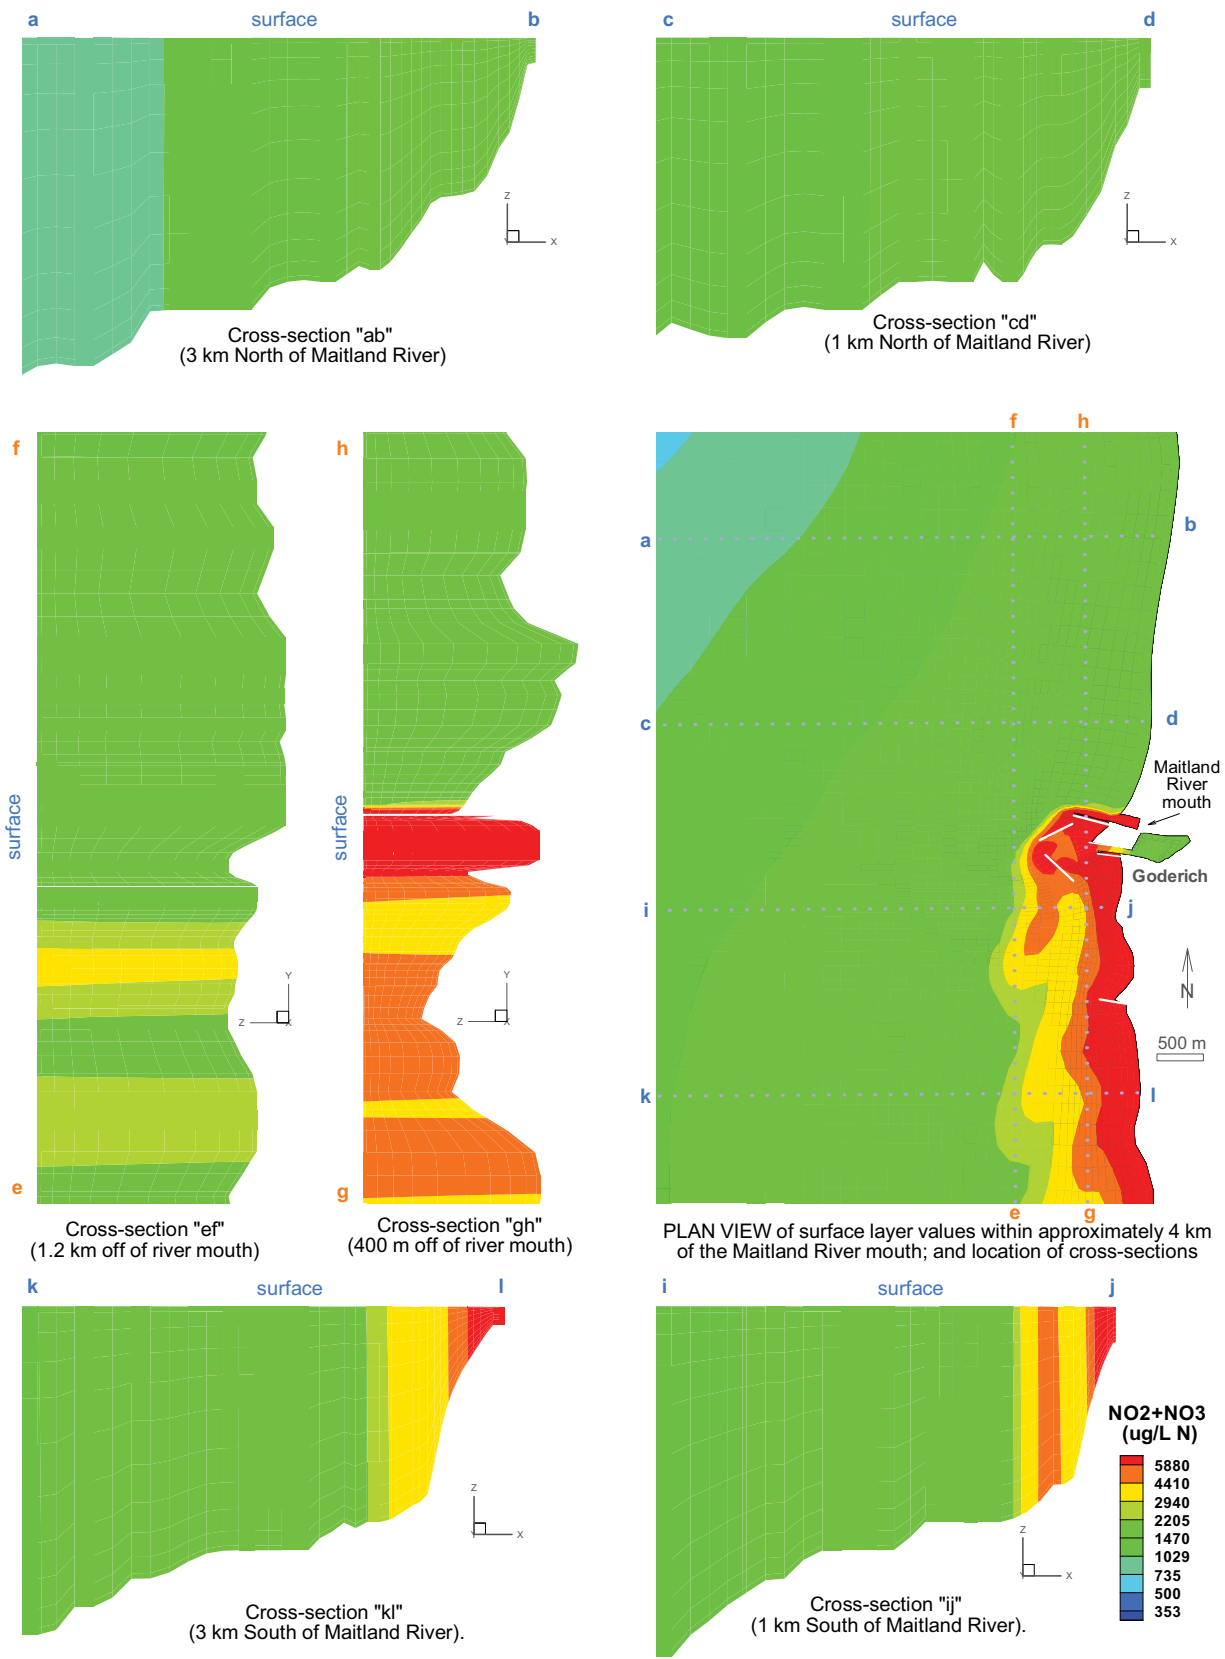 a surface b
c surface d
Z
X
Y
Cross-section "ab"
(3 km North of Maitland River)
Z
X
Y
Cross-section "cd"
(1 km North of Maitland River)
f
surface
e
Y
Z
X
Cross-section "ef"
(1.2 km off of river mouth)
h
surface
g
Y
Z
X
Cross-section "gh"
(400 m off of river mouth)
f h
a
b
c
d
Maitland
River
mouth
Goderich
i
j
N
500 m
k
l
e g
PLAN VIEW of surface layer values within approximately 4 km
of the Maitland River mouth; and location of cross-sections
k surface l
Z
X
Y
Cross-section "kl"
(3 km South of Maitland River).
i surface j
Z
X
Y
Cross-section "ij"
(1 km South of Maitland River).
NO2+NO3
(ug/L N)
5880
4410
2940
2205
1470
1029
735
500
353